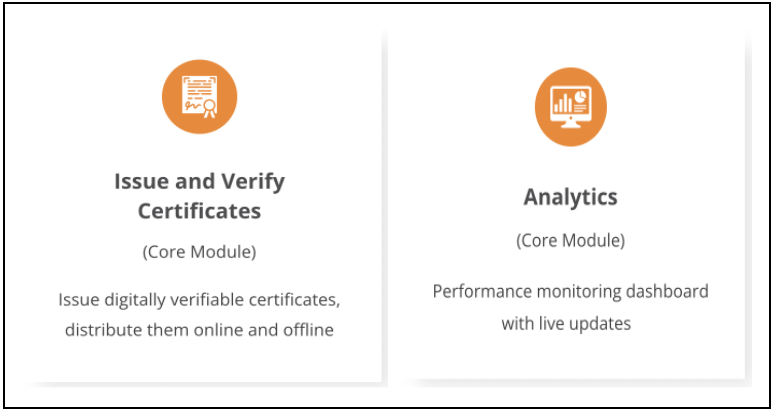 Issue and Verify
Certificates
(Core Module)
Issue digitally verifiable certificates,
distribute them online and offline
Analytics
(Core Module)
Performance monitoring dashboard
with live updates